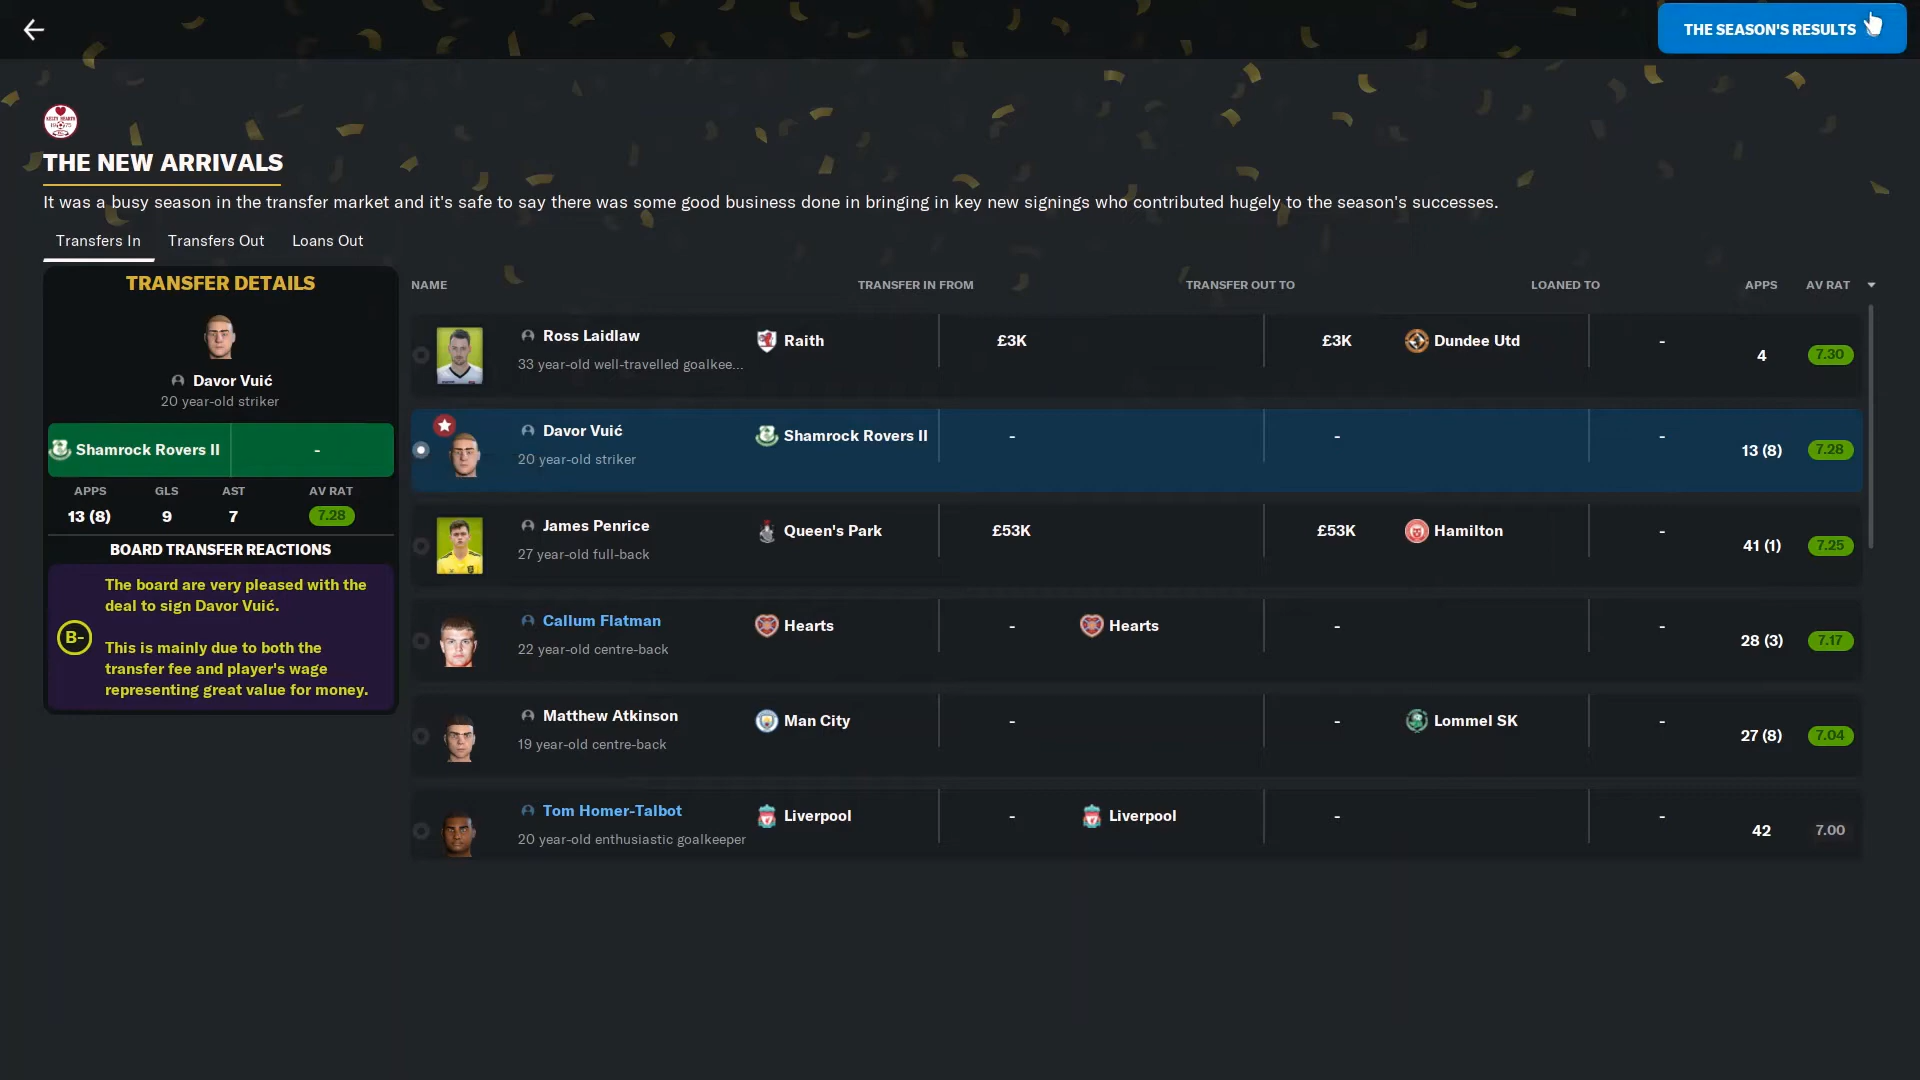 THE SEASON'S RESULTS
THE NEW ARRIVALS
It was a busy season in the transfer market and it's safe to say there was some good business done in bringing in key new signings who contributed hugely to the season's successes.
Transfers In Transfers Out Loans Out
TRANSFER DETAILS
Davor Vuić
20 year-old striker
Shamrock Rovers II -
APPS GLS AST AV RAT
13 (8) 9 7 7.28
BOARD TRANSFER REACTIONS
B-
The board are very pleased with the
deal to sign Davor Vuić.
This is mainly due to both the
transfer fee and player's wage
representing great value for money.
NAME TRANSFER IN FROM TRANSFER OUT TO LOANED TO APPS AV RAT
Ross Laidlaw Raith £3K £3K Dundee Utd - 4 7.30
33 year-old well-travelled goalkee...
Davor Vuić Shamrock Rovers II - - - 13 (8) 7.28
20 year-old striker
James Penrice Queen's Park £53K £53K Hamilton - 41 (1) 7.25
27 year-old full-back
Callum Flatman Hearts - Hearts - - 28 (3) 7.17
22 year-old centre-back
Matthew Atkinson Man City - - Lommel SK - 27 (8) 7.04
19 year-old centre-back
Tom Homer-Talbot Liverpool - Liverpool - - 42 7.00
20 year-old enthusiastic goalkeeper